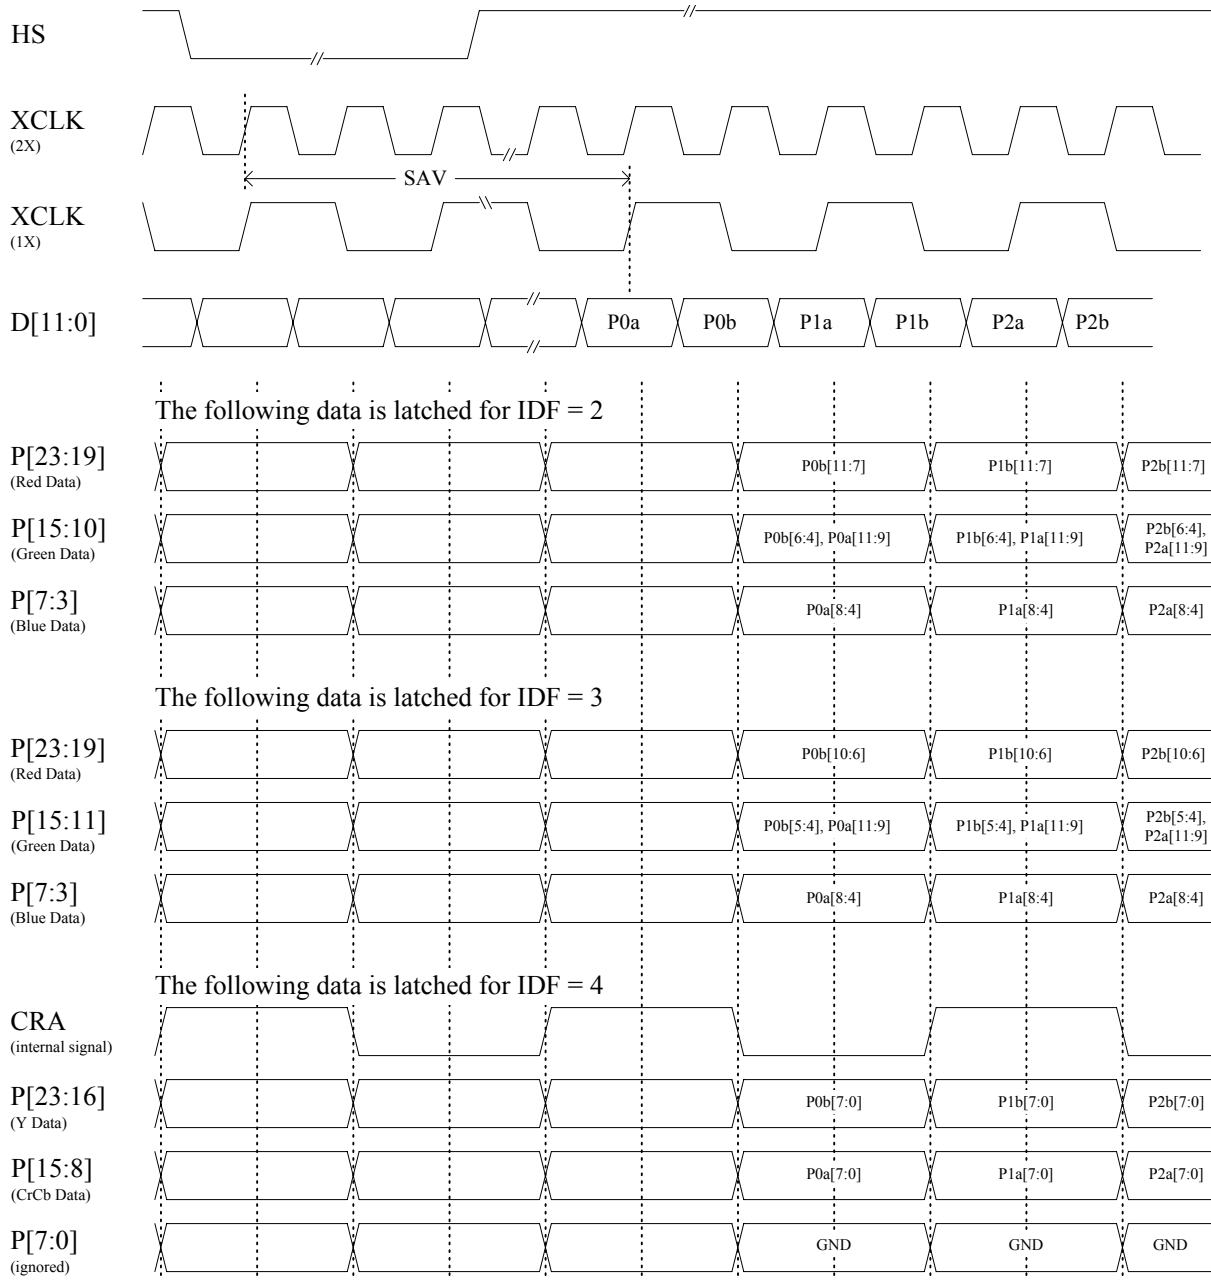 HS
XCLK
(2X)
SAV
XCLK
(1X)
D[11:0]
P0a P0b P1a P1b P2a P2b
The following data is latched for IDF = 2
P[23:19]
(Red Data)
P0b[11:7] P1b[11:7] P2b[11:7]
P[15:10]
(Green Data)
P0b[6:4], P0a[11:9] P1b[6:4], P1a[11:9] P2b[6:4],
P2a[11:9]
P[7:3]
(Blue Data)
P0a[8:4] P1a[8:4] P2a[8:4]
The following data is latched for IDF = 3
P[23:19]
(Red Data)
P0b[10:6] P1b[10:6] P2b[10:6]
P[15:11]
(Green Data)
P0b[5:4], P0a[11:9] P1b[5:4], P1a[11:9] P2b[5:4],
P2a[11:9]
P[7:3]
(Blue Data)
P0a[8:4] P1a[8:4] P2a[8:4]
The following data is latched for IDF = 4
CRA
(internal signal)
P[23:16]
(Y Data)
P0b[7:0] P1b[7:0] P2b[7:0]
P[15:8]
(CrCb Data)
P0a[7:0] P1a[7:0] P2a[7:0]
P[7:0]
(ignored)
GND GND GND